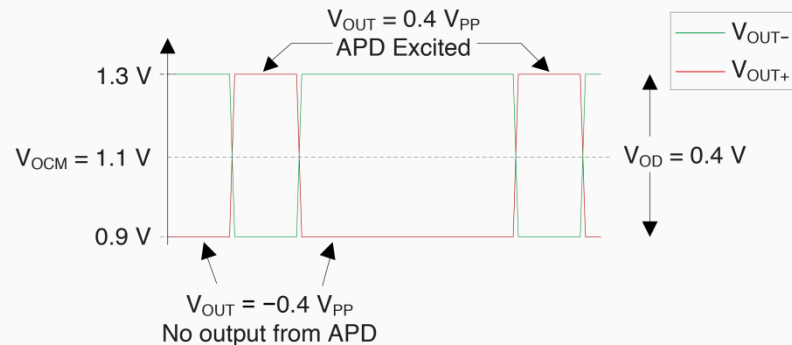 V_OUT = 0.4 V_PP
APD Excited
V_OUT−
V_OUT+
1.3 V
V_OCM = 1.1 V
V_OD = 0.4 V
0.9 V
V_OUT = −0.4 V_PP
No output from APD